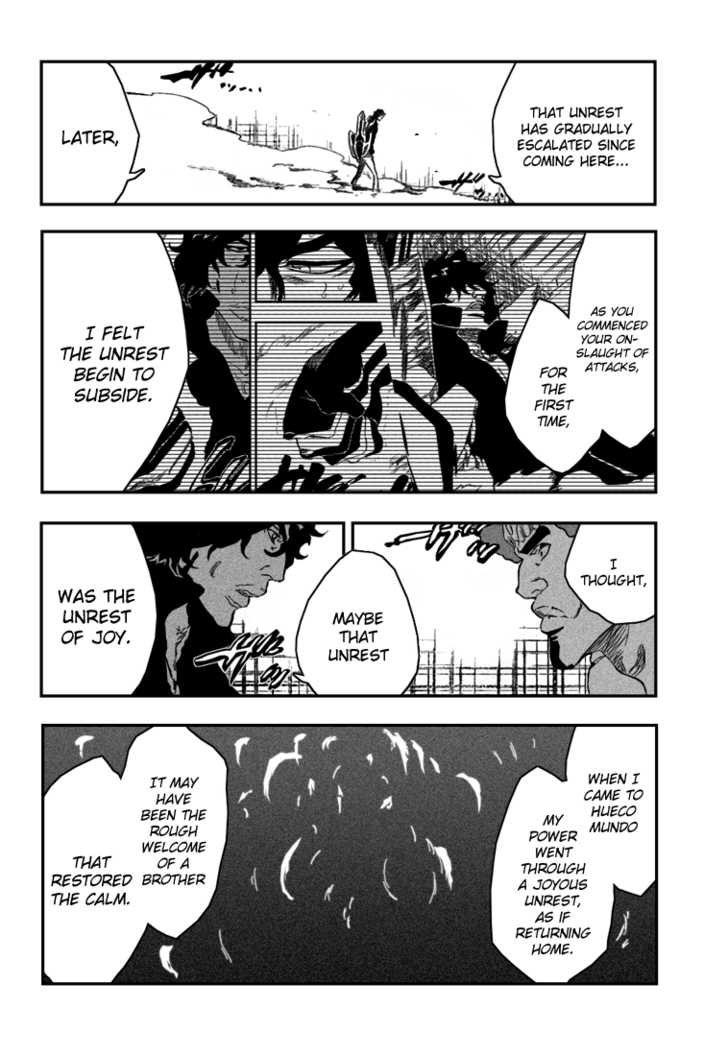 THAT UNREST
HAS GRADUALLY
ESCALATED SINCE
COMING HERE...
LATER,
AS YOU
COMMENCED
YOUR ON-
SLAUGHT OF
ATTACKS,
FOR
THE
FIRST
TIME,
I FELT
THE UNREST
BEGIN TO
SUBSIDE.
I
THOUGHT,
MAYBE
THAT
UNREST
WAS THE
UNREST
OF JOY.
WHEN I
CAME TO
HUECO
MUNDO
MY
POWER
WENT
THROUGH
A JOYOUS
UNREST,
AS IF
RETURNING
HOME.
IT MAY
HAVE
BEEN THE
ROUGH
WELCOME
OF A
BROTHER
THAT
RESTORED
THE CALM.